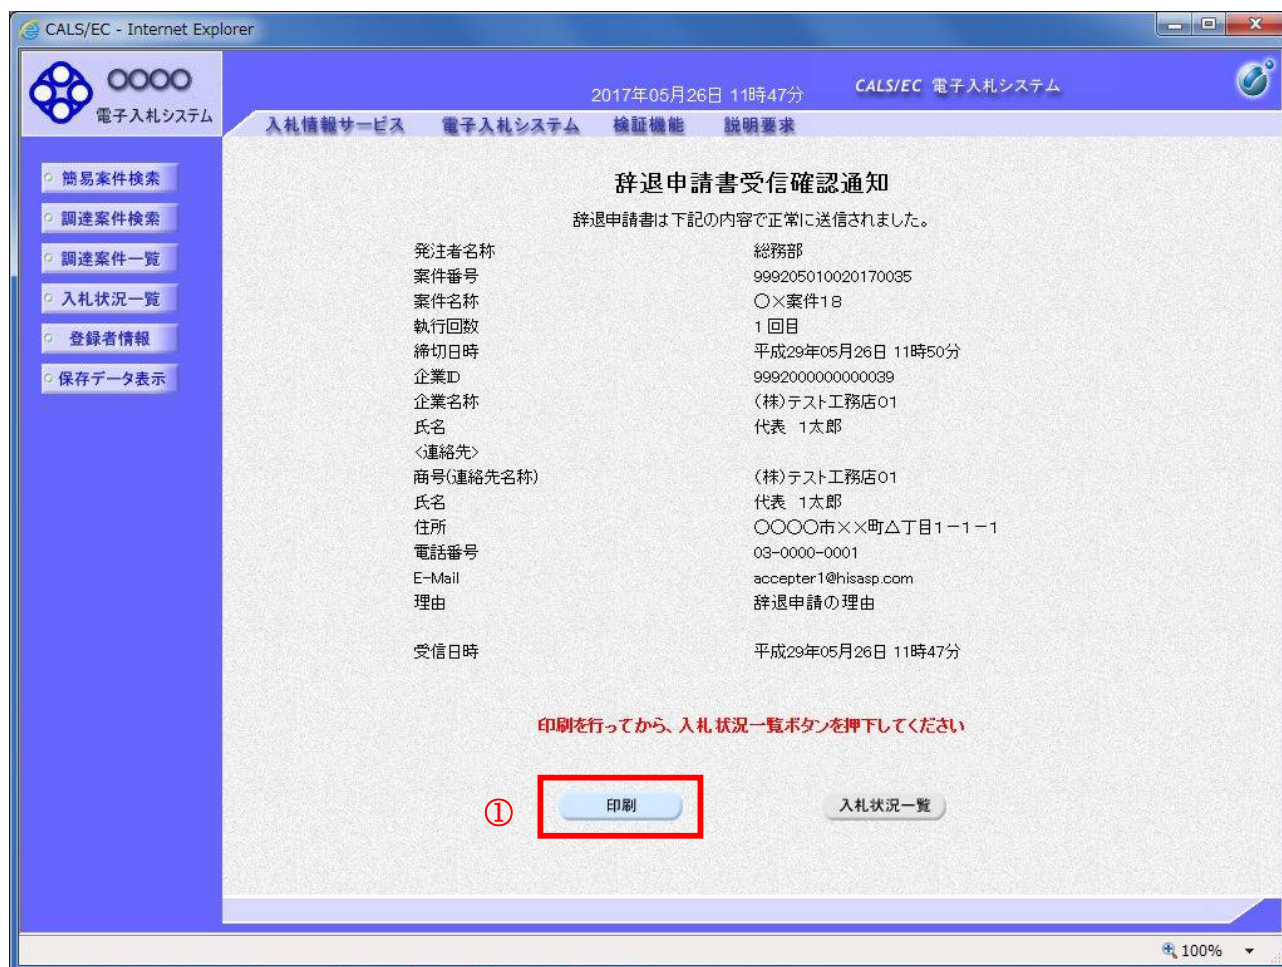 CALS/EC - Internet Explorer
○○○○
電子入札システム
2017年05月26日 11時47分
CALS/EC 電子入札システム
入札情報サービス 電子入札システム 検証機能 説明要求
簡易案件検索
調達案件検索
調達案件一覧
入札状況一覧
登録者情報
保存データ表示
辞退申請書受信確認通知
辞退申請書は下記の内容で正常に送信されました。
発注者名称 総務部
案件番号 999205010020170035
案件名称 ○×案件18
執行回数 1回目
締切日時 平成29年05月26日 11時50分
企業ID 9992000000000039
企業名称 (株)テスト工務店01
氏名 代表 1太郎
<連絡先>
商号(連絡先名称) (株)テスト工務店01
氏名 代表 1太郎
住所 ○○○○市××町△丁目1-1-1
電話番号 03-0000-0001
E-Mail accepter1@hisasp.com
理由 辞退申請の理由
受信日時 平成29年05月26日 11時47分
印刷を行ってから、入札状況一覧ボタンを押下してください
① 印刷 入札状況一覧
100%